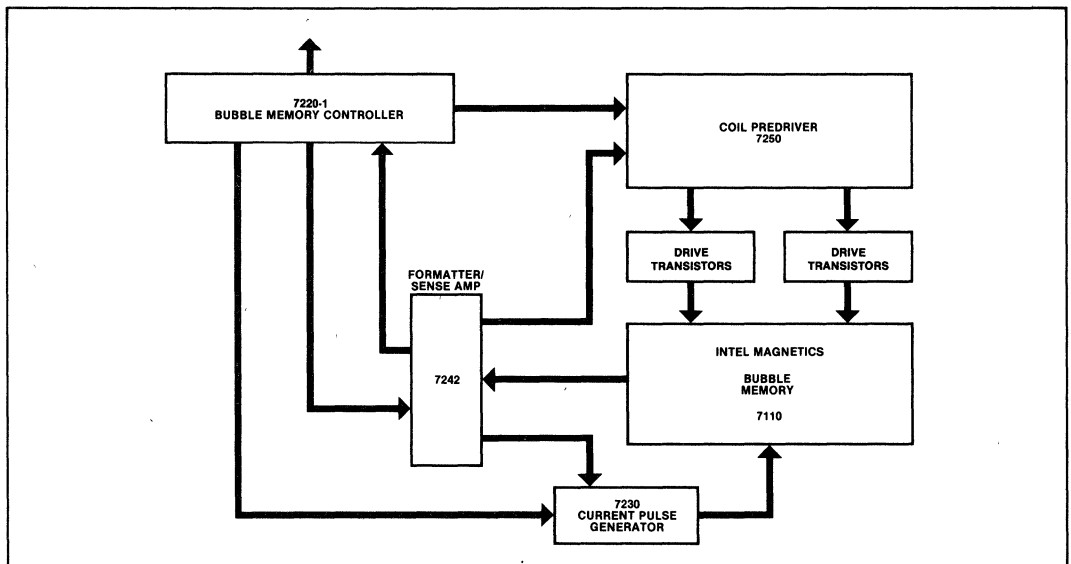 7220-1
BUBBLE MEMORY CONTROLLER
COIL PREDRIVER
7250
DRIVE
TRANSISTORS
DRIVE
TRANSISTORS
FORMATTER/
SENSE AMP
7242
INTEL MAGNETICS
BUBBLE
MEMORY
7110
7230
CURRENT PULSE
GENERATOR